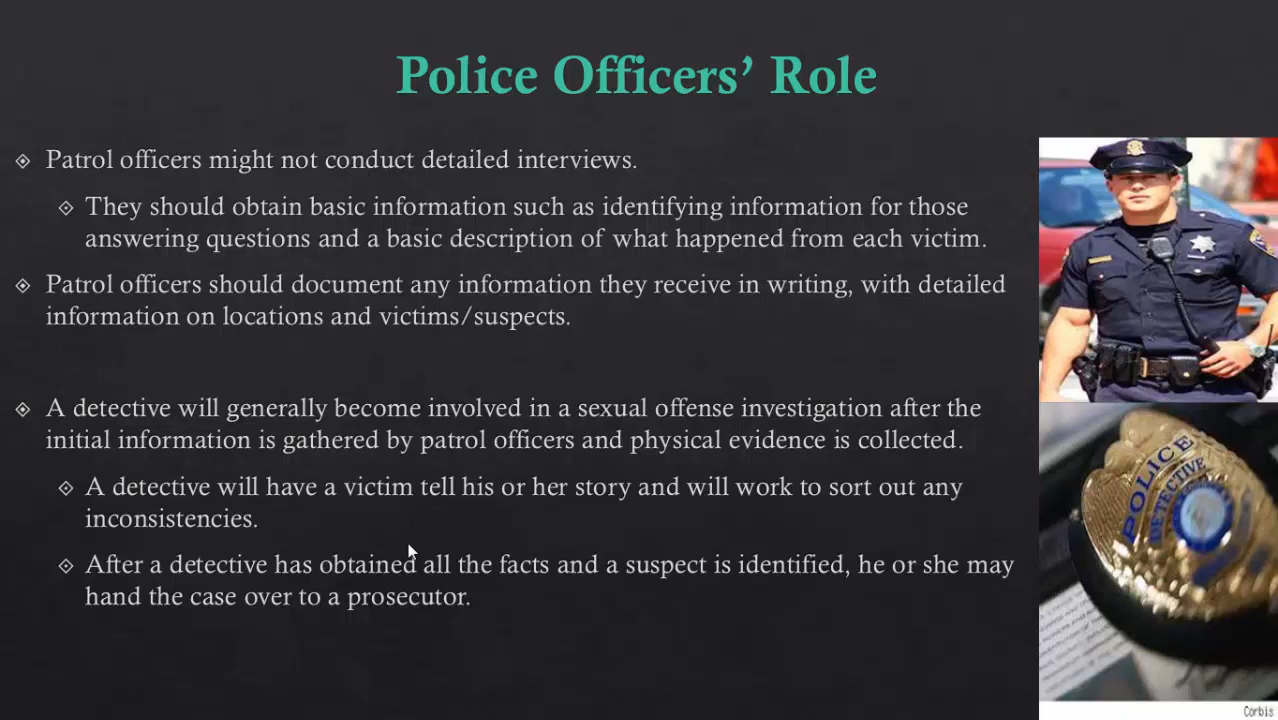 Police Officers’ Role
Patrol officers might not conduct detailed interviews.
They should obtain basic information such as identifying information for those
answering questions and a basic description of what happened from each victim.
Patrol officers should document any information they receive in writing, with detailed
information on locations and victims/suspects.
A detective will generally become involved in a sexual offense investigation after the
initial information is gathered by patrol officers and physical evidence is collected.
A detective will have a victim tell his or her story and will work to sort out any
inconsistencies.
After a detective has obtained all the facts and a suspect is identified, he or she may
hand the case over to a prosecutor.
POLICE
DETECTIVE
Corbis